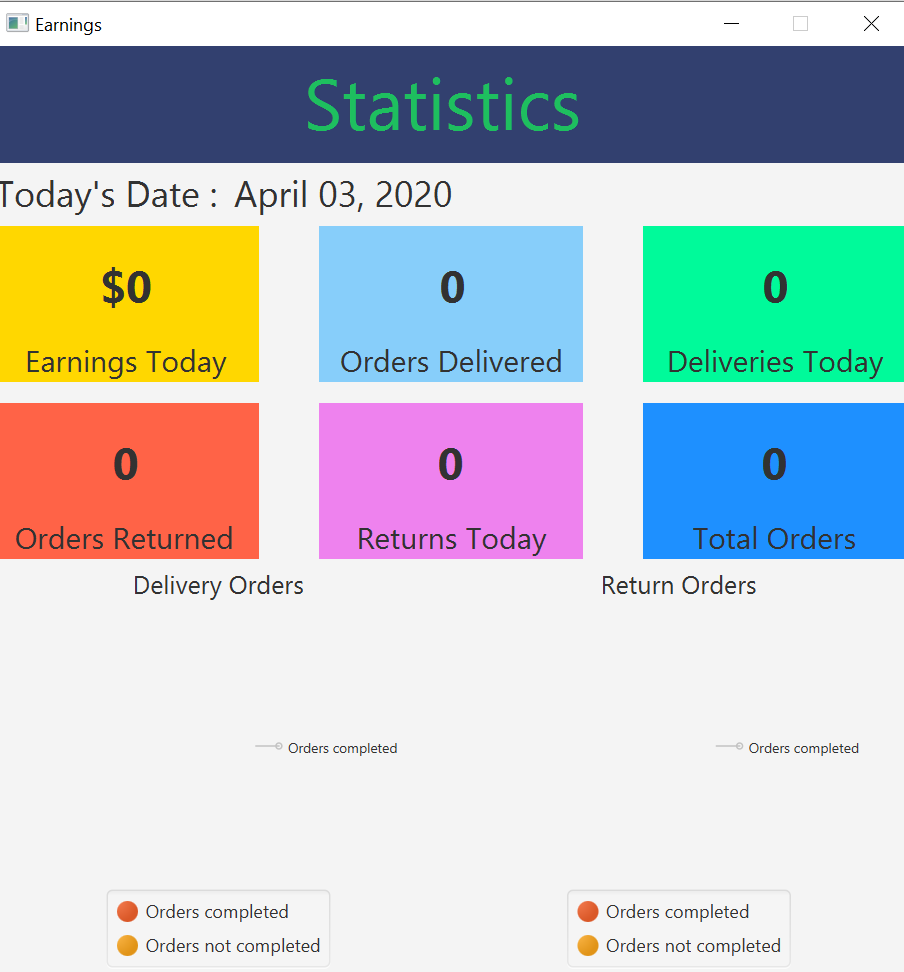 Earnings
Statistics
Today's Date : April 03, 2020
$0 0 0
Earnings Today Orders Delivered Deliveries Today
0 0 0
Orders Returned Returns Today Total Orders
Delivery Orders Return Orders
Orders completed Orders completed
Orders completed Orders completed
Orders not completed Orders not completed